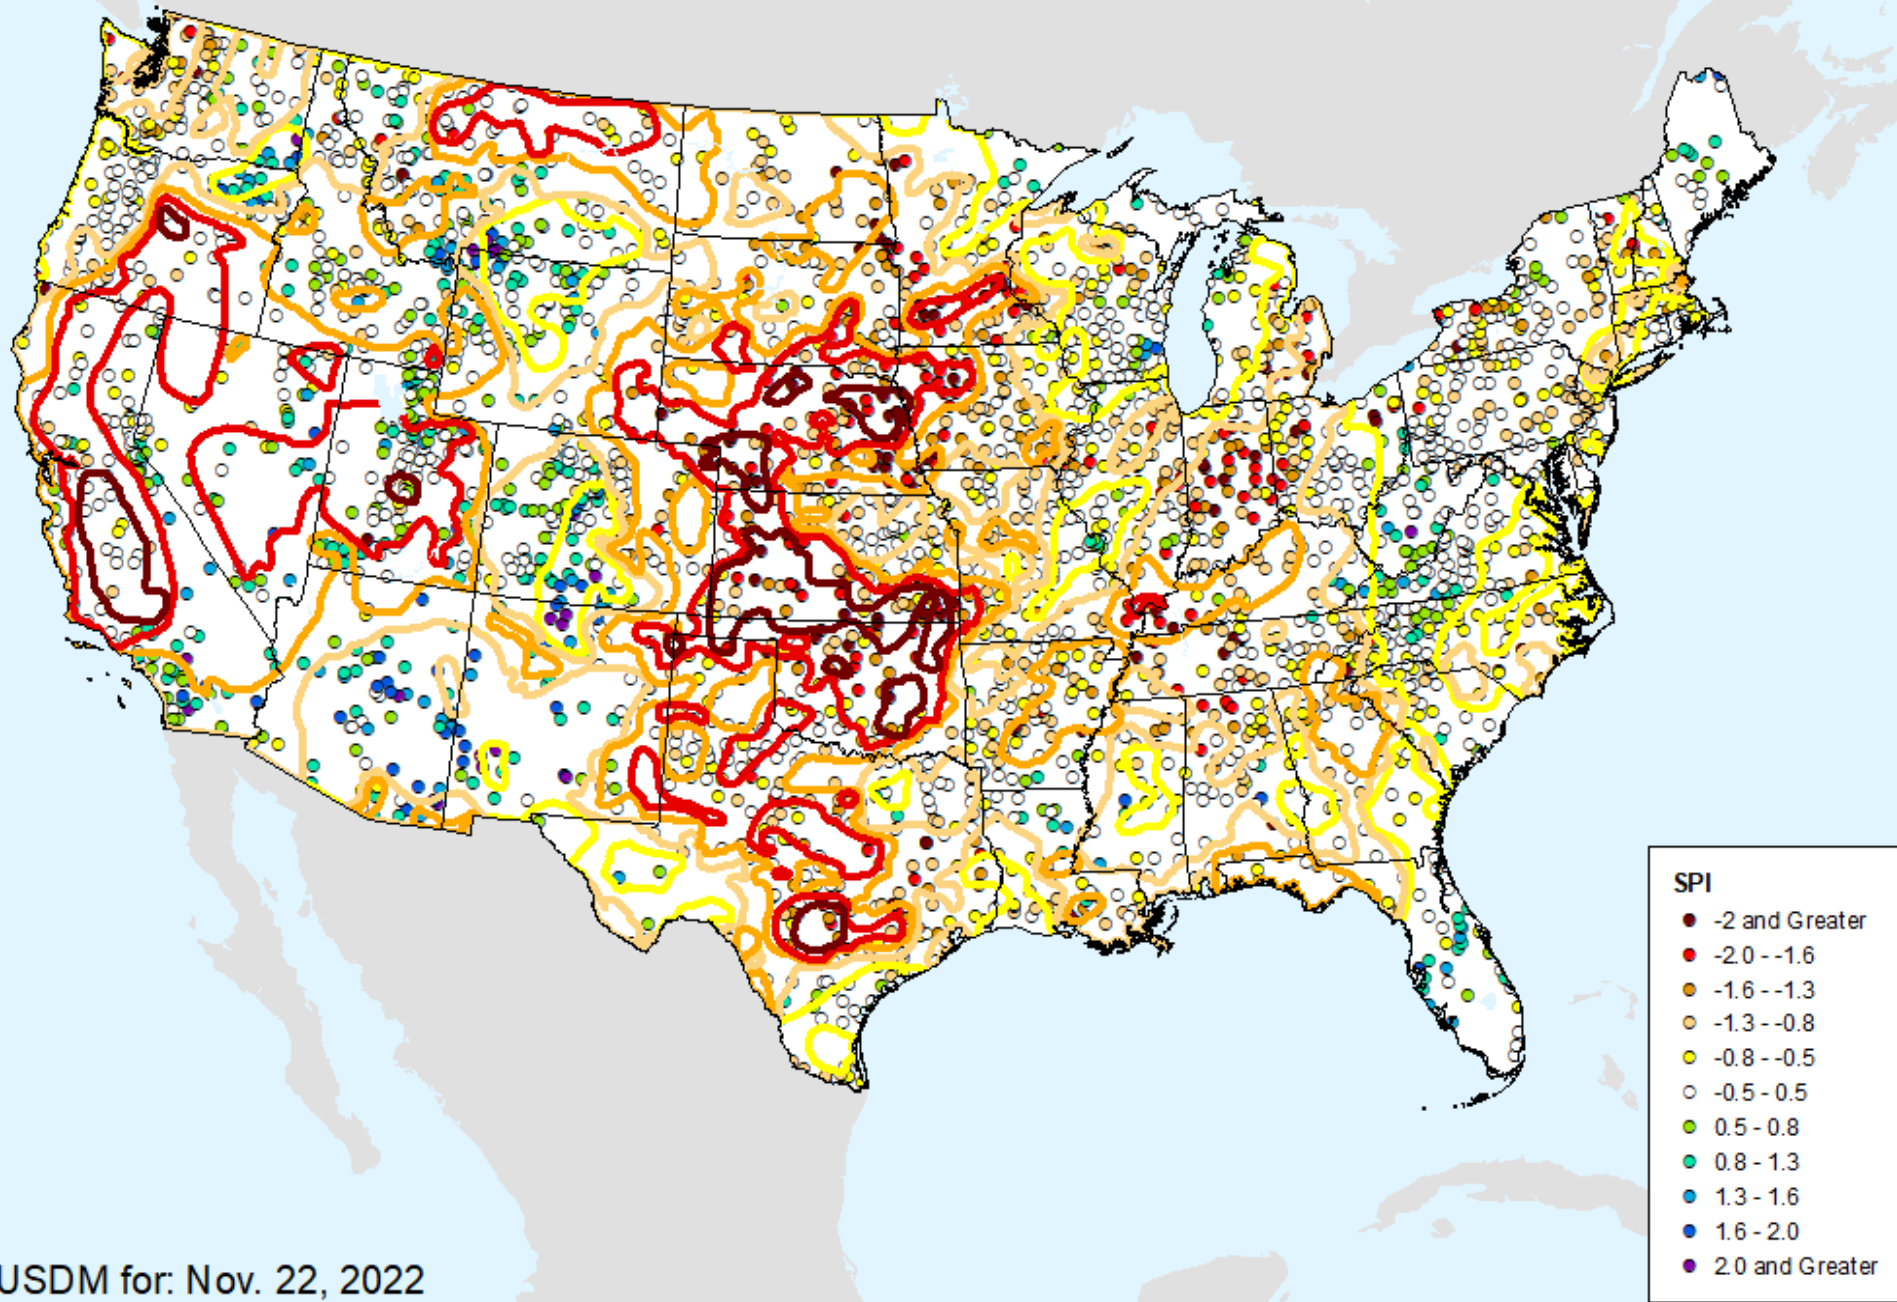 SPI
-2 and Greater
-2.0 - -1.6
-1.6 - -1.3
-1.3 - -0.8
-0.8 - -0.5
-0.5 - 0.5
0.5 - 0.8
0.8 - 1.3
1.3 - 1.6
1.6 - 2.0
2.0 and Greater
USDM for: Nov. 22, 2022